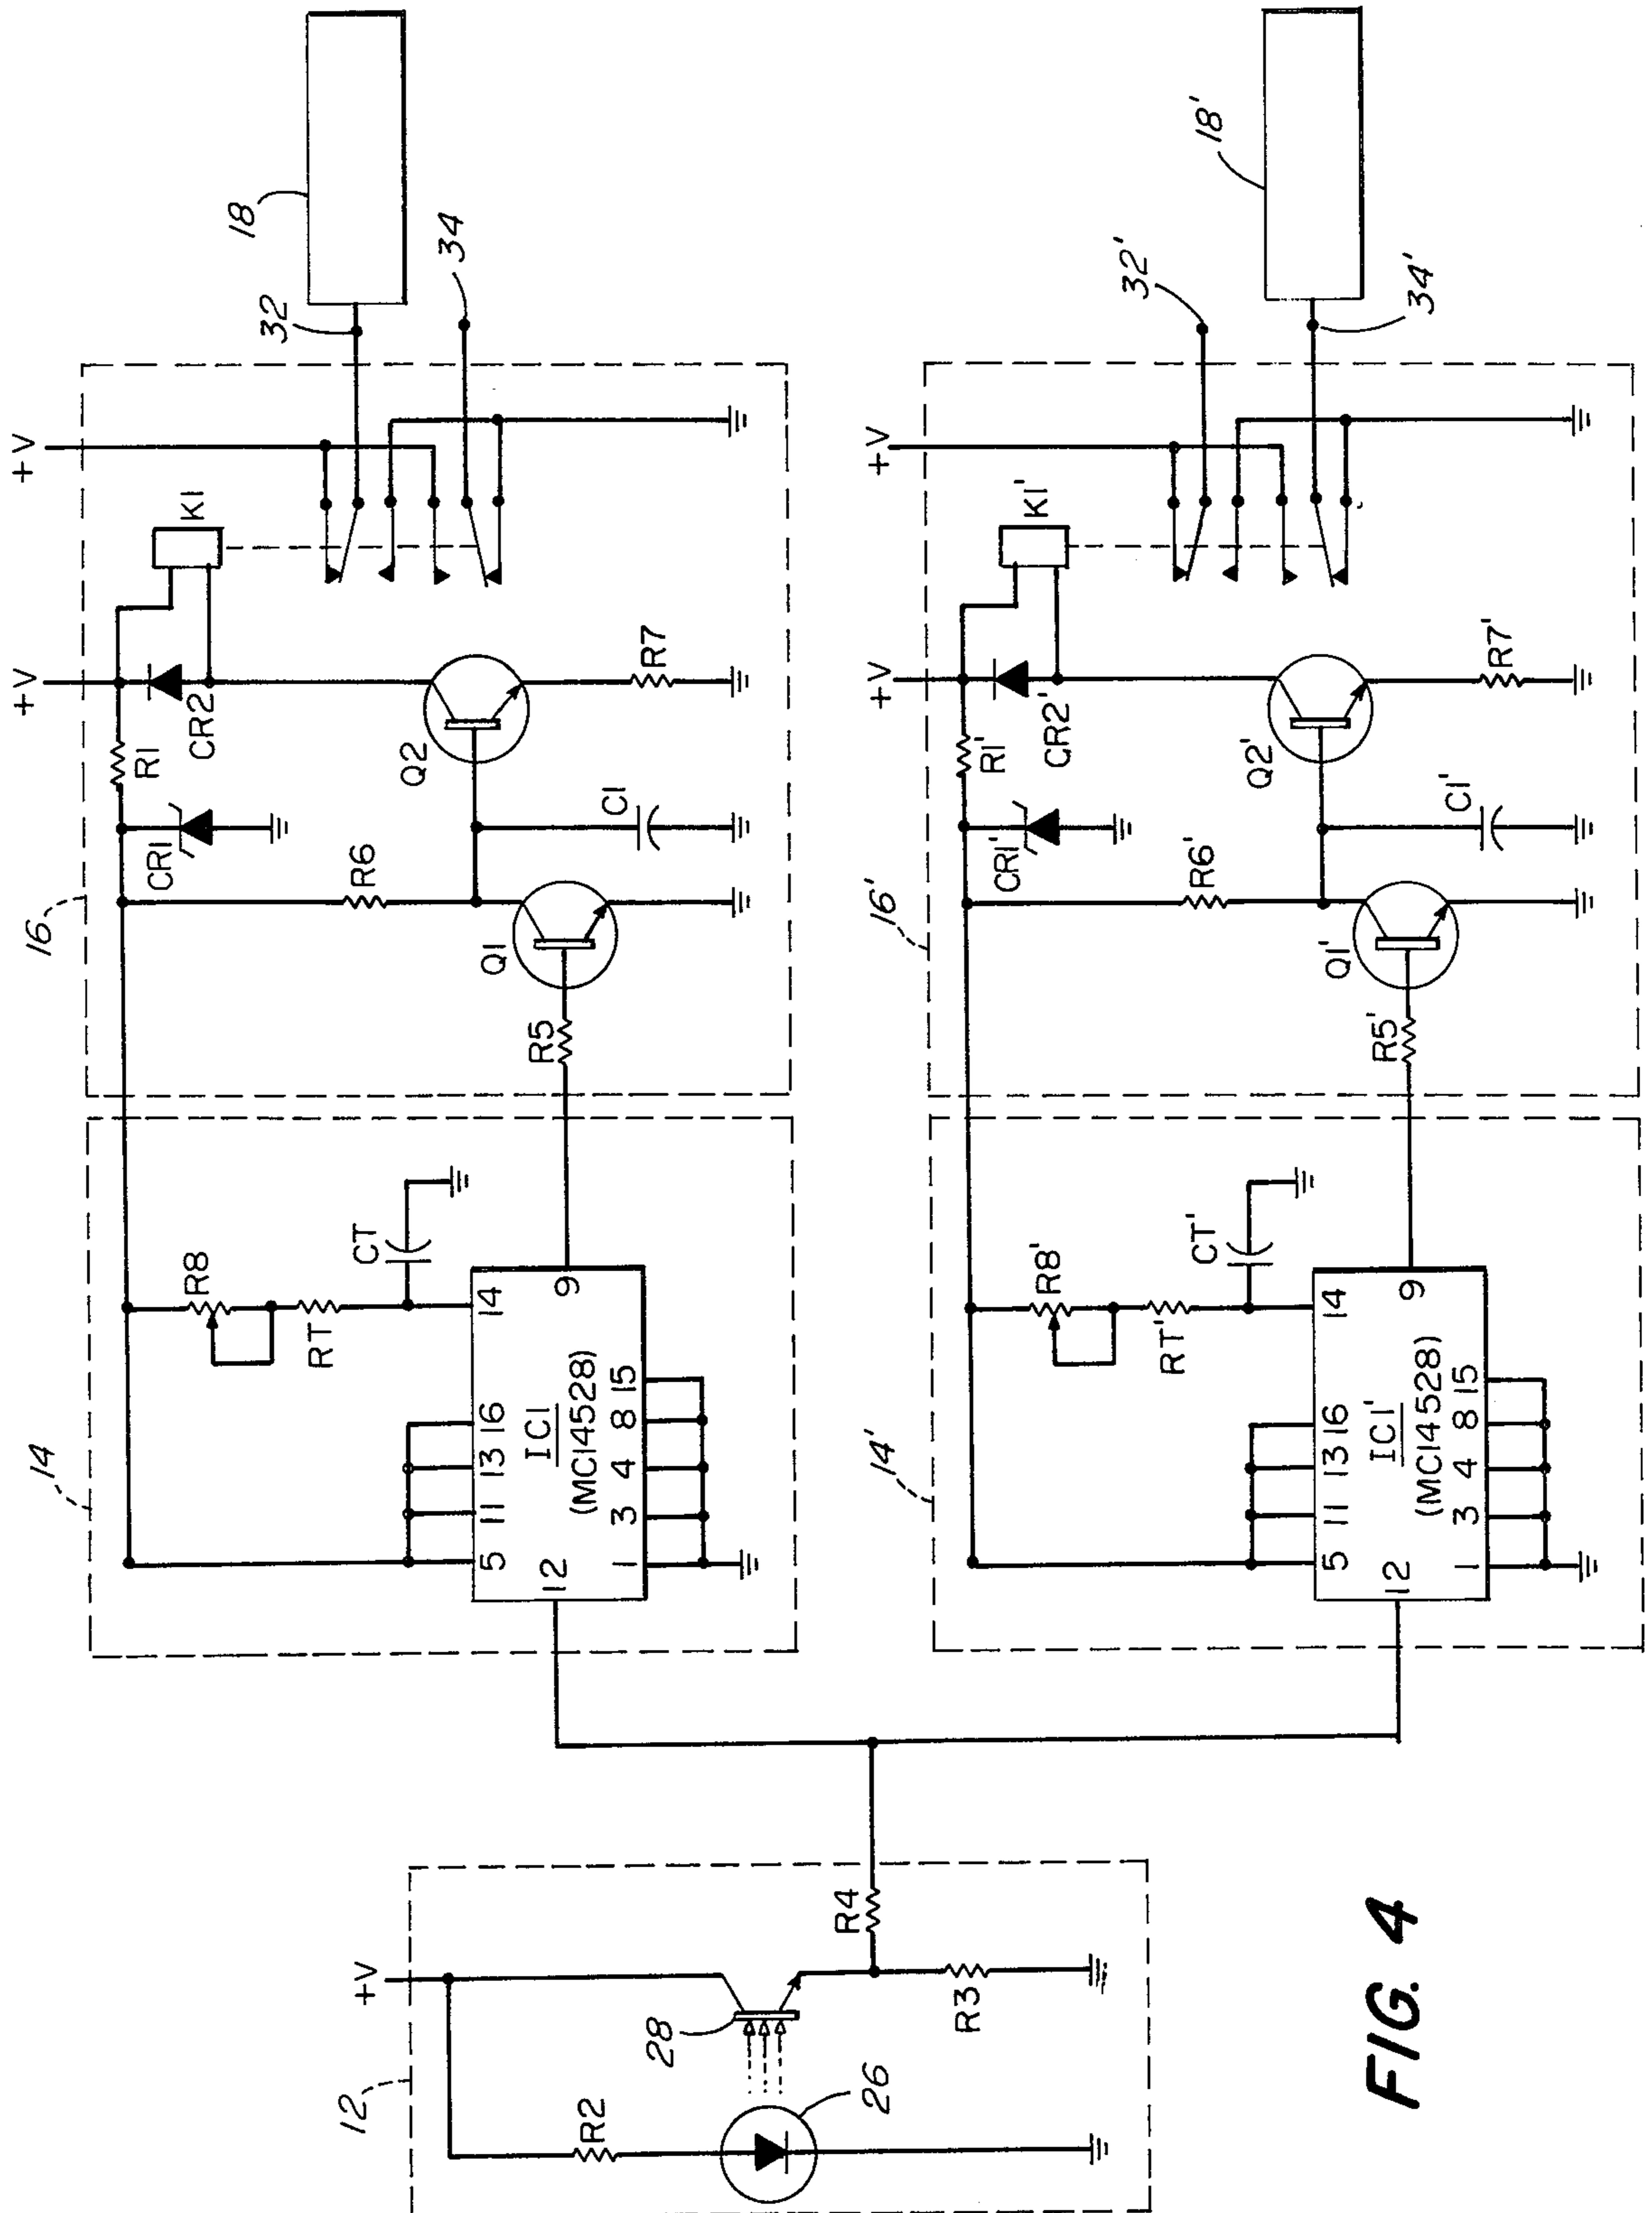 +V
+V
18
32
34
K1
CR2
R1
CR1
16
R6
Q2
C1
R7
Q1
R5
14
R8
RT
CT
14
9
5 11 13 16
IC1
(MC14528)
12
1 3 4 8 15
+V
+V
18'
32'
34'
K1'
CR2'
R1'
CR1'
16'
R6'
Q2'
C1'
R7'
Q1'
R5'
14'
R8'
RT'
CT'
14
9
5 11 13 16
IC1'
(MC14528)
12
1 3 4 8 15
+V
12
R2
28
26
R4
R3
FIG. 4